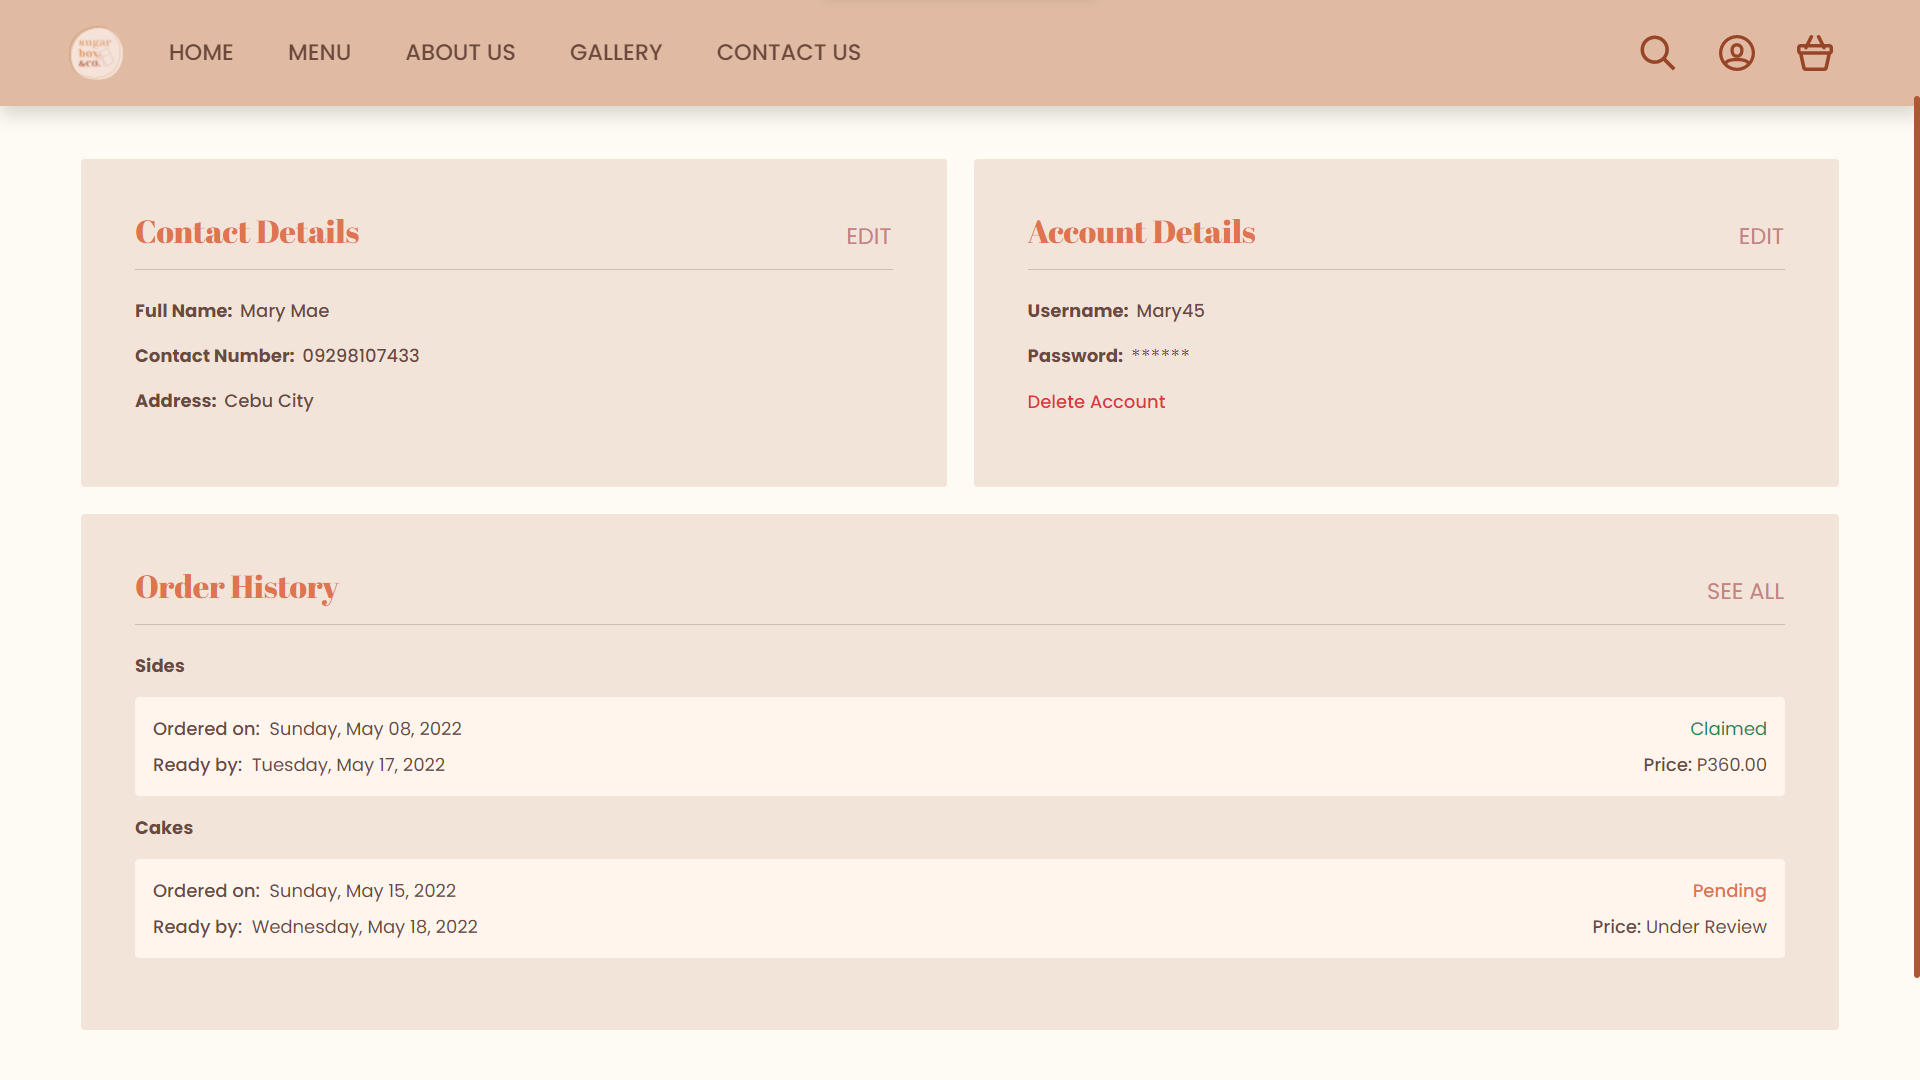 sugar
box
&co.
HOME MENU ABOUT US GALLERY CONTACT US
Contact Details EDIT
Full Name: Mary Mae
Contact Number: 09298107433
Address: Cebu City
Account Details EDIT
Username: Mary45
Password: ******
Delete Account
Order History SEE ALL
Sides
Ordered on: Sunday, May 08, 2022 Claimed
Ready by: Tuesday, May 17, 2022 Price: P360.00
Cakes
Ordered on: Sunday, May 15, 2022 Pending
Ready by: Wednesday, May 18, 2022 Price: Under Review